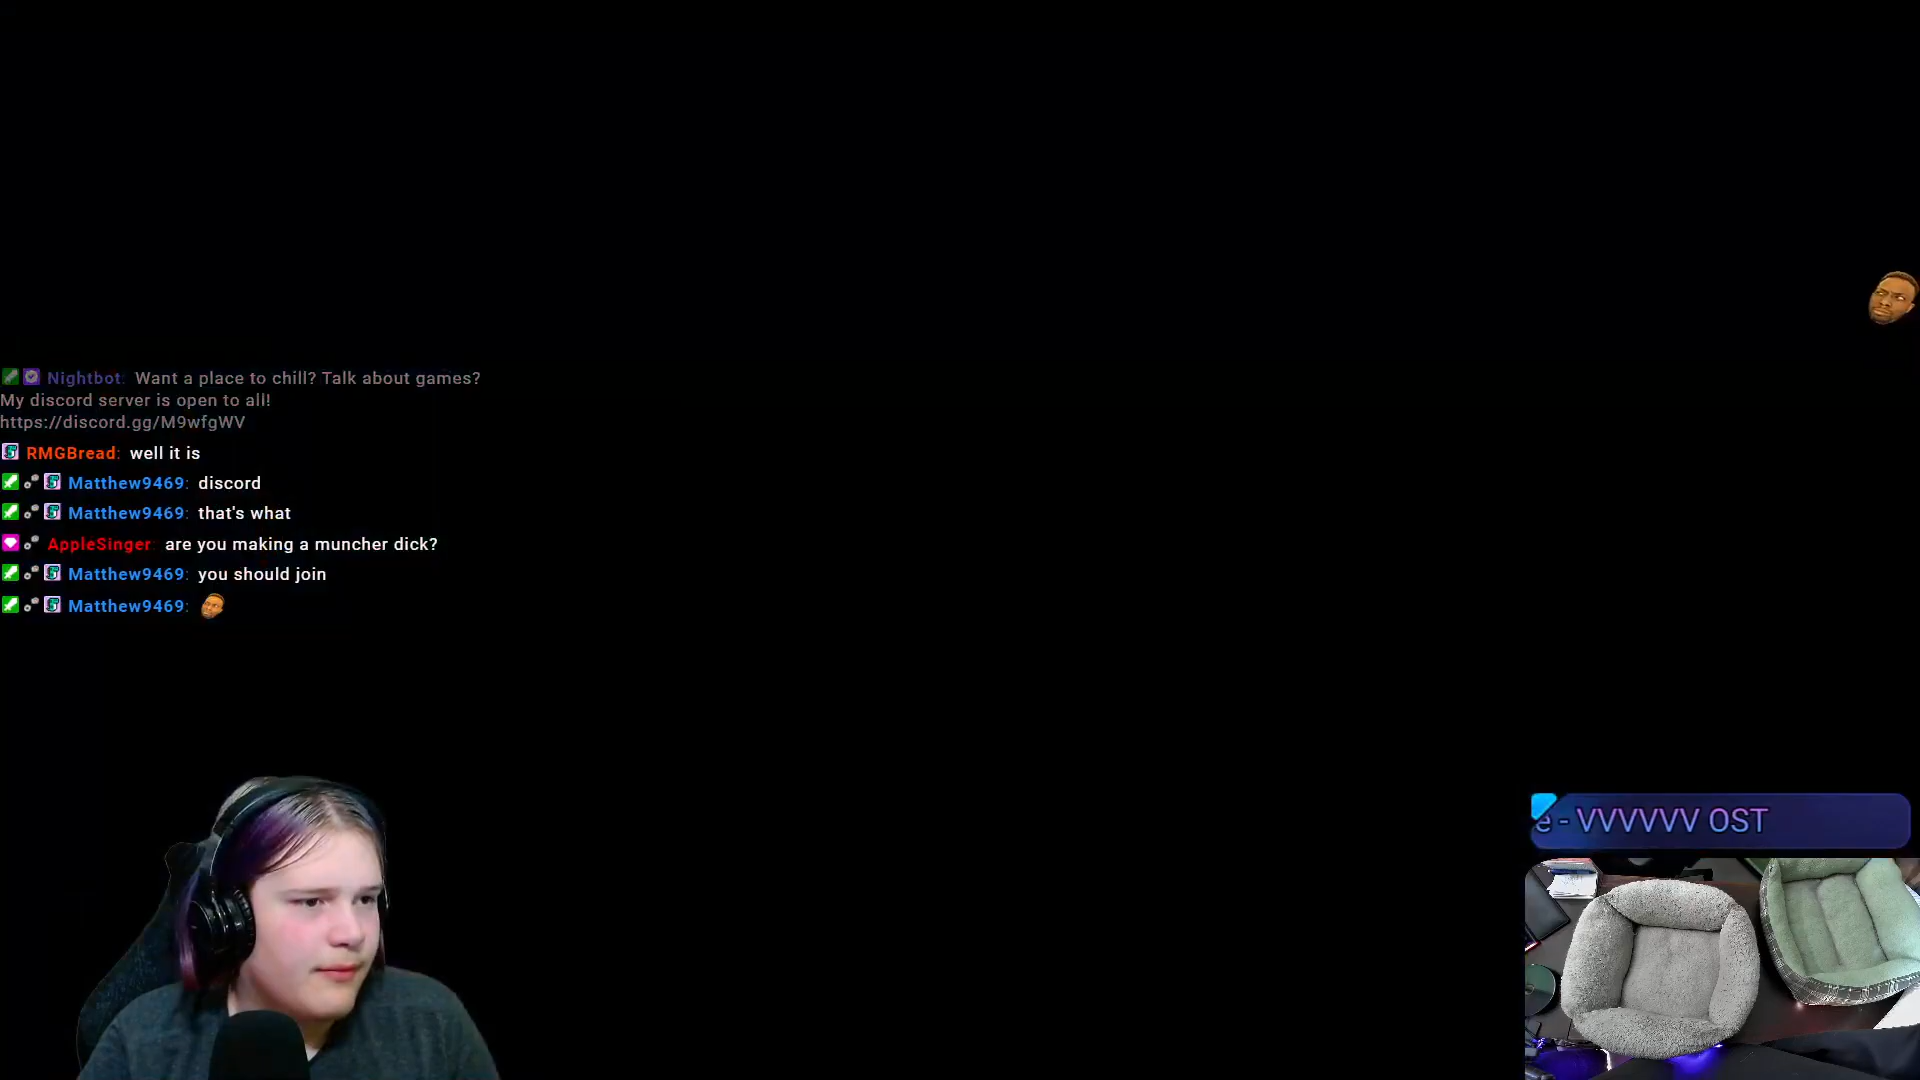 Nightbot: Want a place to chill? Talk about games?
My discord server is open to all!
https://discord.gg/M9wfgWV
RMGBread: well it is
Matthew9469: discord
Matthew9469: that's what
AppleSinger: are you making a muncher dick?
Matthew9469: you should join
Matthew9469:
e - VVVVVV OST